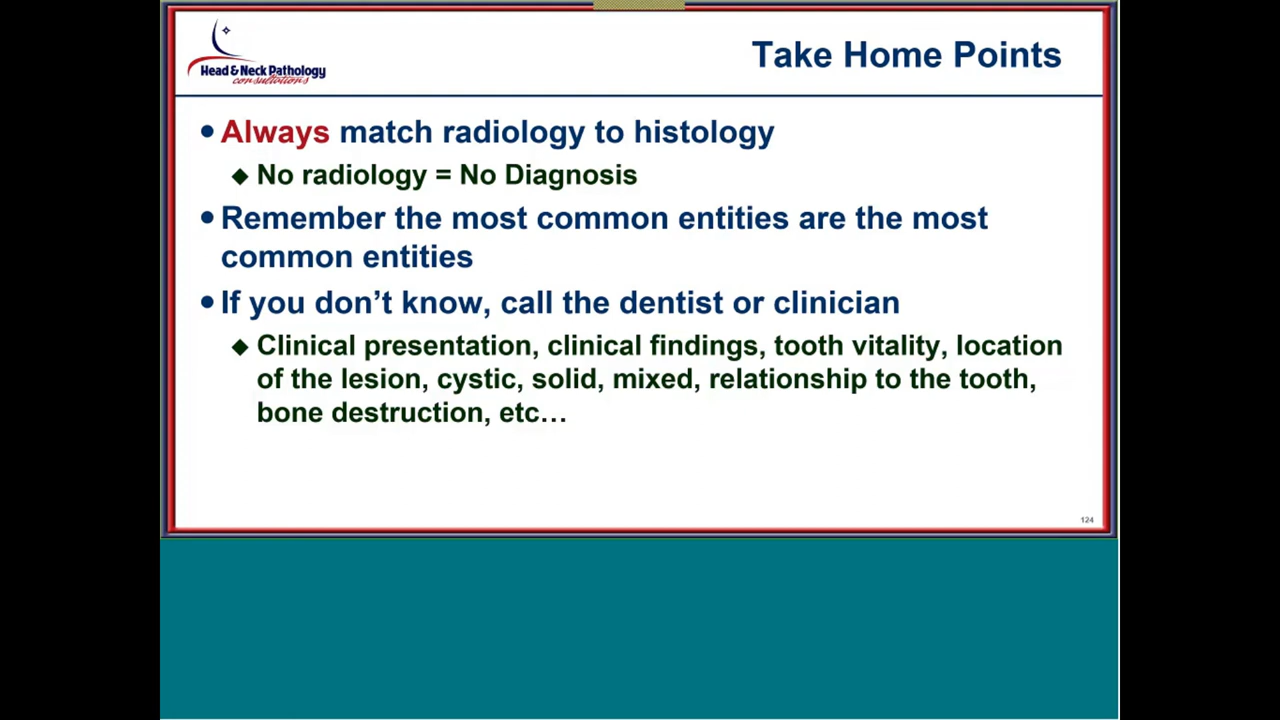 Head & Neck Pathology
consultations
Take Home Points
• Always match radiology to histology
◆ No radiology = No Diagnosis
• Remember the most common entities are the most
common entities
• If you don’t know, call the dentist or clinician
◆ Clinical presentation, clinical findings, tooth vitality, location
of the lesion, cystic, solid, mixed, relationship to the tooth,
bone destruction, etc…
124